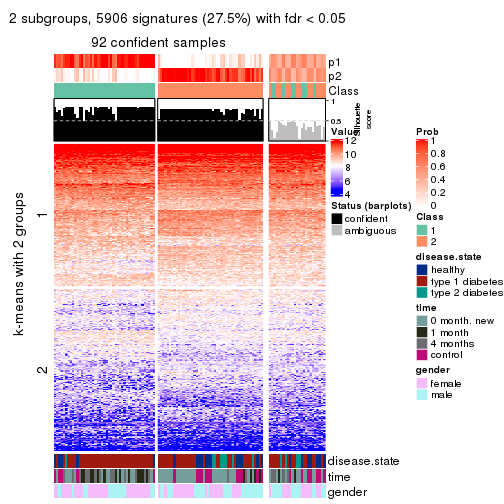 2 subgroups, 5906 signatures (27.5%) with fdr < 0.05
92 confident samples
p1
p2
Class
1
0.5
0
Silhouette
score
k-means with 2 groups
1
2
Value
12
10
8
6
4
Status (barplots)
confident
ambiguous
Prob
1
0.8
0.6
0.4
0.2
0
Class
1
2
disease.state
healthy
type 1 diabetes
type 2 diabetes
time
0 month. new
1 month
4 months
control
gender
female
male
disease.state
time
gender